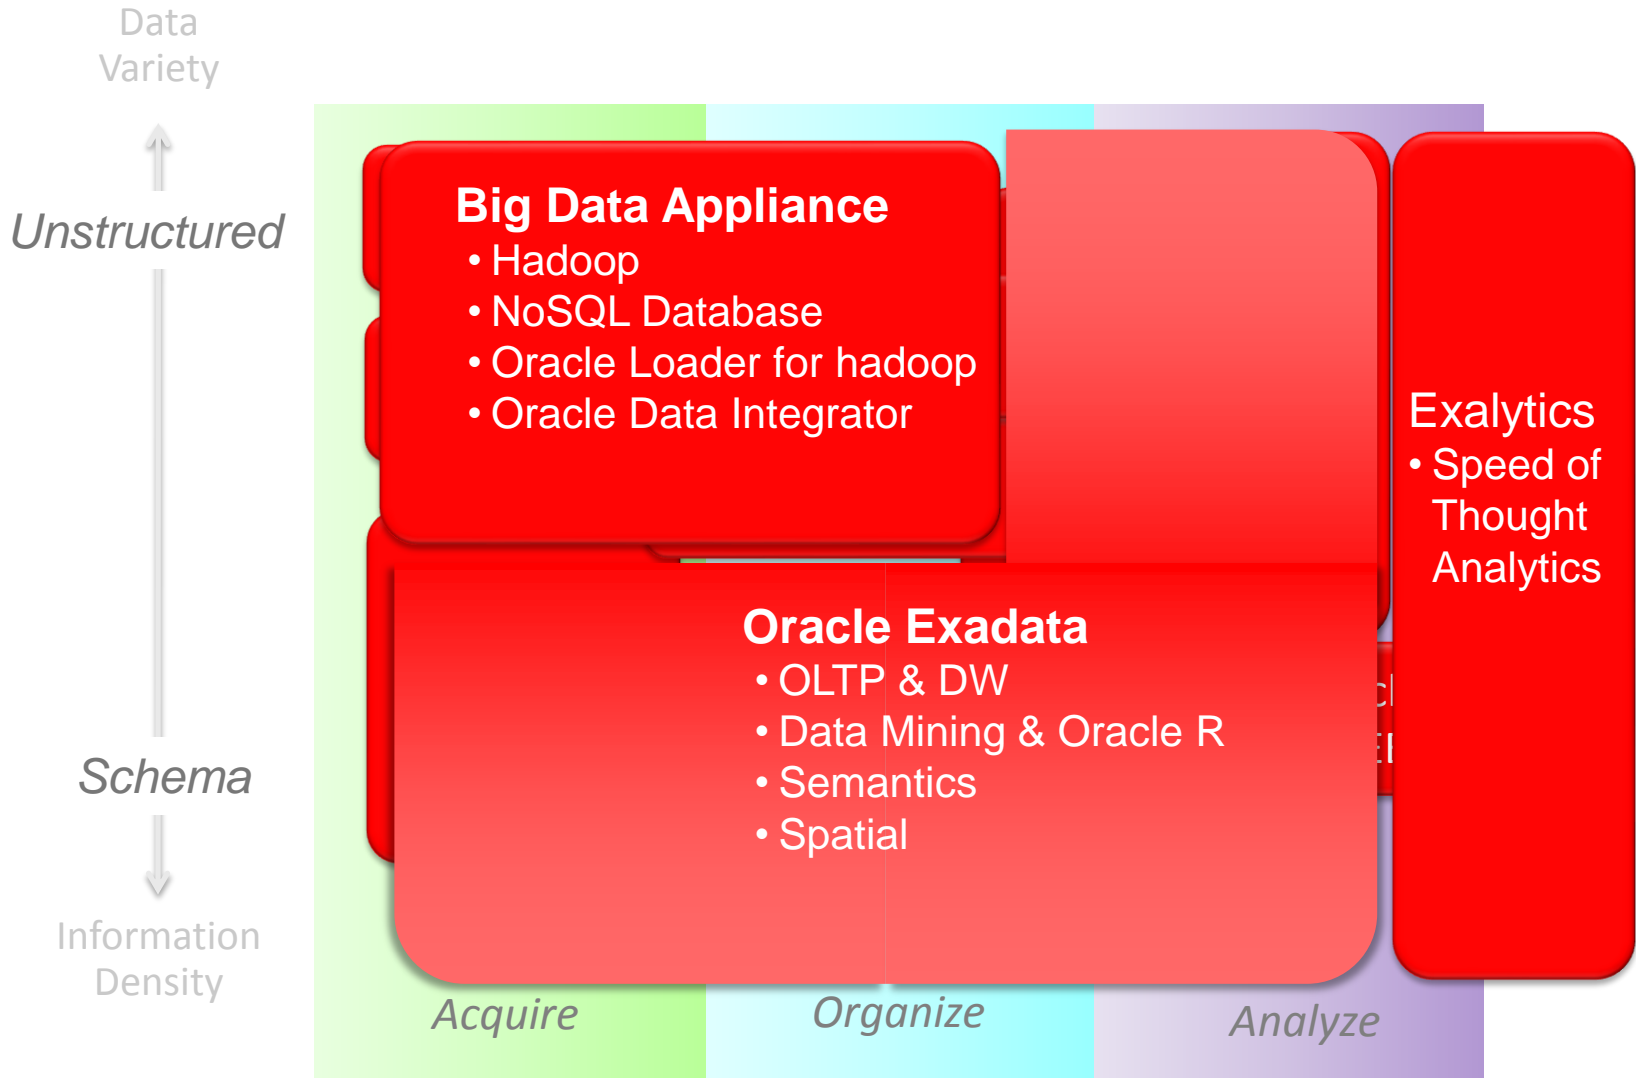 Data
Variety
Unstructured
Schema
Information
Density
Big Data Appliance
• Hadoop
• NoSQL Database
• Oracle Loader for hadoop
• Oracle Data Integrator
Oracle Exadata
• OLTP & DW
• Data Mining & Oracle R
• Semantics
• Spatial
Exalytics
• Speed of
Thought
Analytics
Acquire
Organize
Analyze